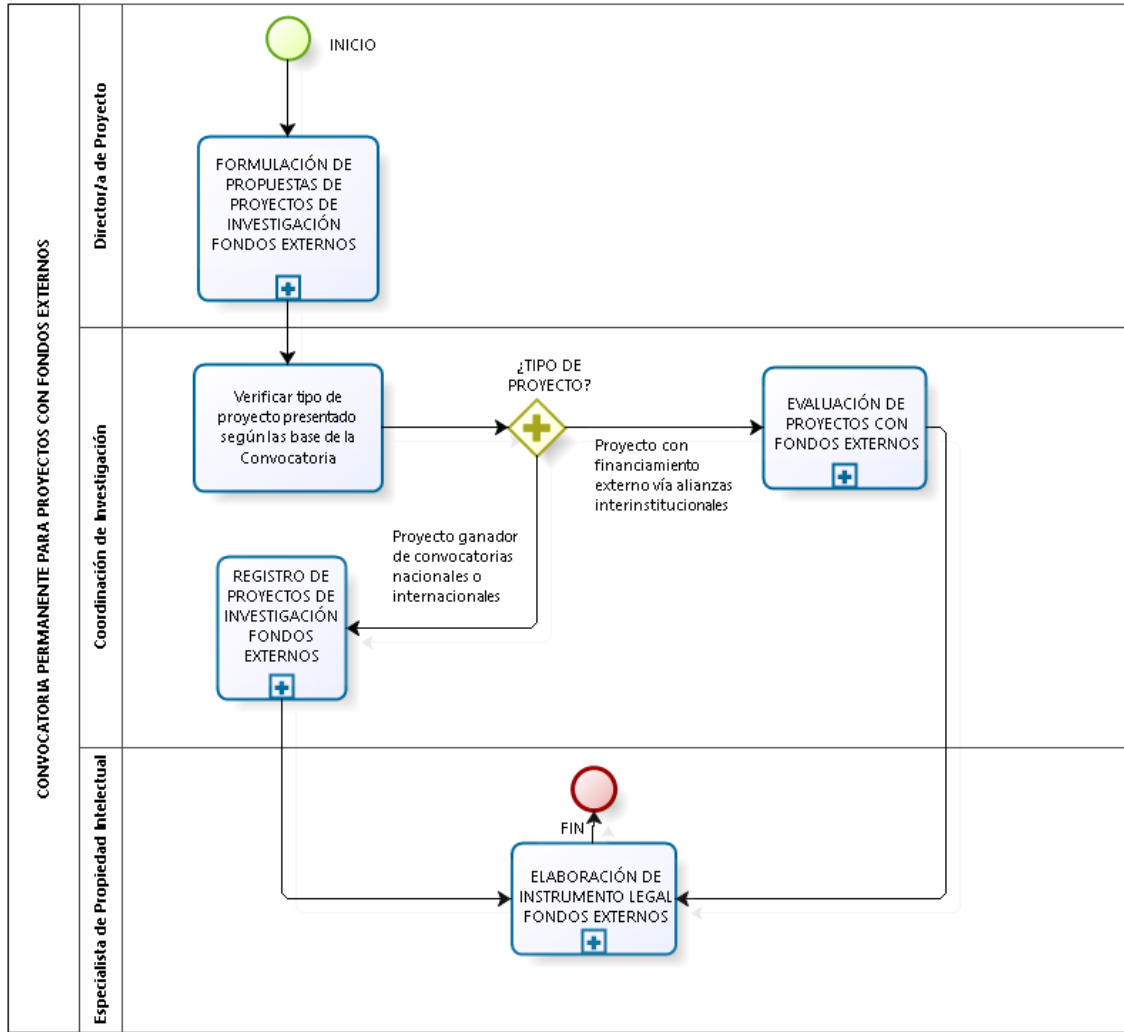 CONVOCATORIA PERMANENTE PARA PROYECTOS CON FONDOS EXTERNOS
Director/a de Proyecto
INICIO
FORMULACIÓN DE
PROPUESTAS DE
PROYECTOS DE
INVESTIGACIÓN
FONDOS EXTERNOS
Coordinación de Investigación
Verificar tipo de
proyecto presentado
según las base de la
Convocatoria
¿TIPO DE
PROYECTO?
Proyecto con
financiamiento
externo vía alianzas
interinstitucionales
EVALUACIÓN DE
PROYECTOS CON
FONDOS EXTERNOS
Proyecto ganador
de convocatorias
nacionales o
internacionales
REGISTRO DE
PROYECTOS DE
INVESTIGACIÓN
FONDOS
EXTERNOS
Especialista de Propiedad Intelectual
FIN
ELABORACIÓN DE
INSTRUMENTO LEGAL
FONDOS EXTERNOS